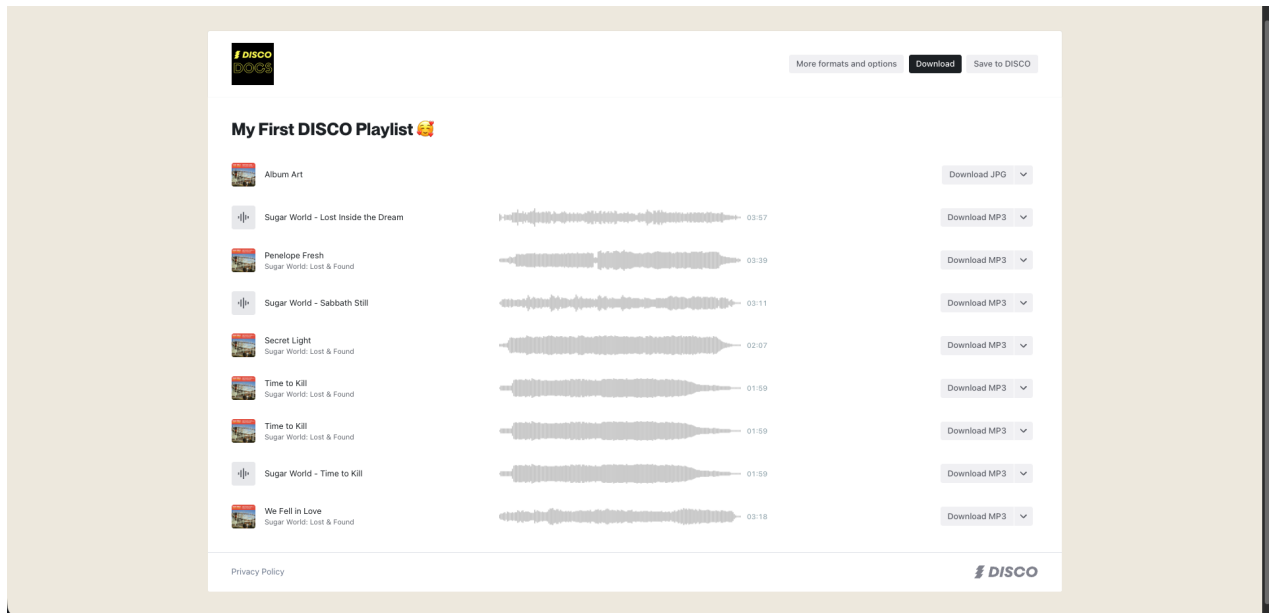 DISCO
DOCS
More formats and options
Download
Save to DISCO
My First DISCO Playlist 🥰
Album Art
Download JPG
Sugar World - Lost Inside the Dream
03:57
Download MP3
Penelope Fresh
Sugar World: Lost & Found
03:39
Download MP3
Sugar World - Sabbath Still
03:11
Download MP3
Secret Light
Sugar World: Lost & Found
02:07
Download MP3
Time to Kill
Sugar World: Lost & Found
01:59
Download MP3
Time to Kill
Sugar World: Lost & Found
01:59
Download MP3
Sugar World - Time to Kill
01:59
Download MP3
We Fell in Love
Sugar World: Lost & Found
03:18
Download MP3
Privacy Policy
DISCO